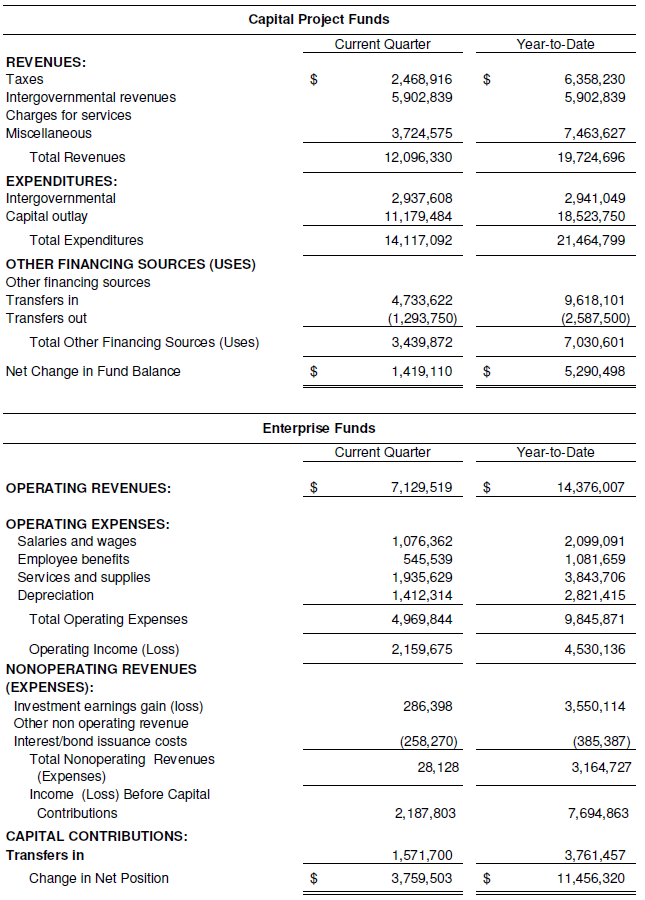 Capital Project Funds
Current Quarter Year-to-Date
REVENUES:
Taxes $ 2,468,916 $ 6,358,230
Intergovernmental revenues 5,902,839 5,902,839
Charges for services
Miscellaneous 3,724,575 7,463,627
Total Revenues 12,096,330 19,724,696
EXPENDITURES:
Intergovernmental 2,937,608 2,941,049
Capital outlay 11,179,484 18,523,750
Total Expenditures 14,117,092 21,464,799
OTHER FINANCING SOURCES (USES)
Other financing sources
Transfers in 4,733,622 9,618,101
Transfers out (1,293,750) (2,587,500)
Total Other Financing Sources (Uses) 3,439,872 7,030,601
Net Change in Fund Balance $ 1,419,110 $ 5,290,498
Enterprise Funds
Current Quarter Year-to-Date
OPERATING REVENUES: $ 7,129,519 $ 14,376,007
OPERATING EXPENSES:
Salaries and wages 1,076,362 2,099,091
Employee benefits 545,539 1,081,659
Services and supplies 1,935,629 3,843,706
Depreciation 1,412,314 2,821,415
Total Operating Expenses 4,969,844 9,845,871
Operating Income (Loss) 2,159,675 4,530,136
NONOPERATING REVENUES
(EXPENSES):
Investment earnings gain (loss) 286,398 3,550,114
Other non operating revenue
Interest/bond issuance costs (258,270) (385,387)
Total Nonoperating Revenues
(Expenses) 28,128 3,164,727
Income (Loss) Before Capital
Contributions 2,187,803 7,694,863
CAPITAL CONTRIBUTIONS:
Transfers in 1,571,700 3,761,457
Change in Net Position $ 3,759,503 $ 11,456,320